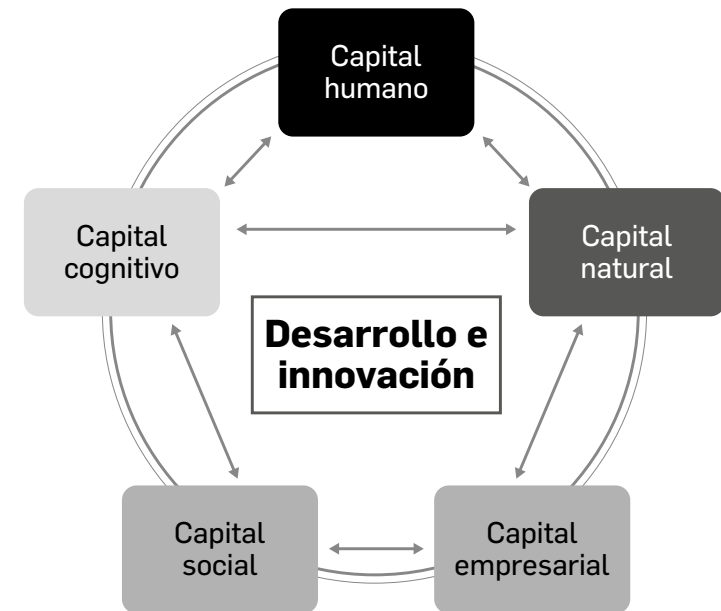 Capital
humano
Capital
cognitivo
Capital
natural
Desarrollo e
innovación
Capital
social
Capital
empresarial